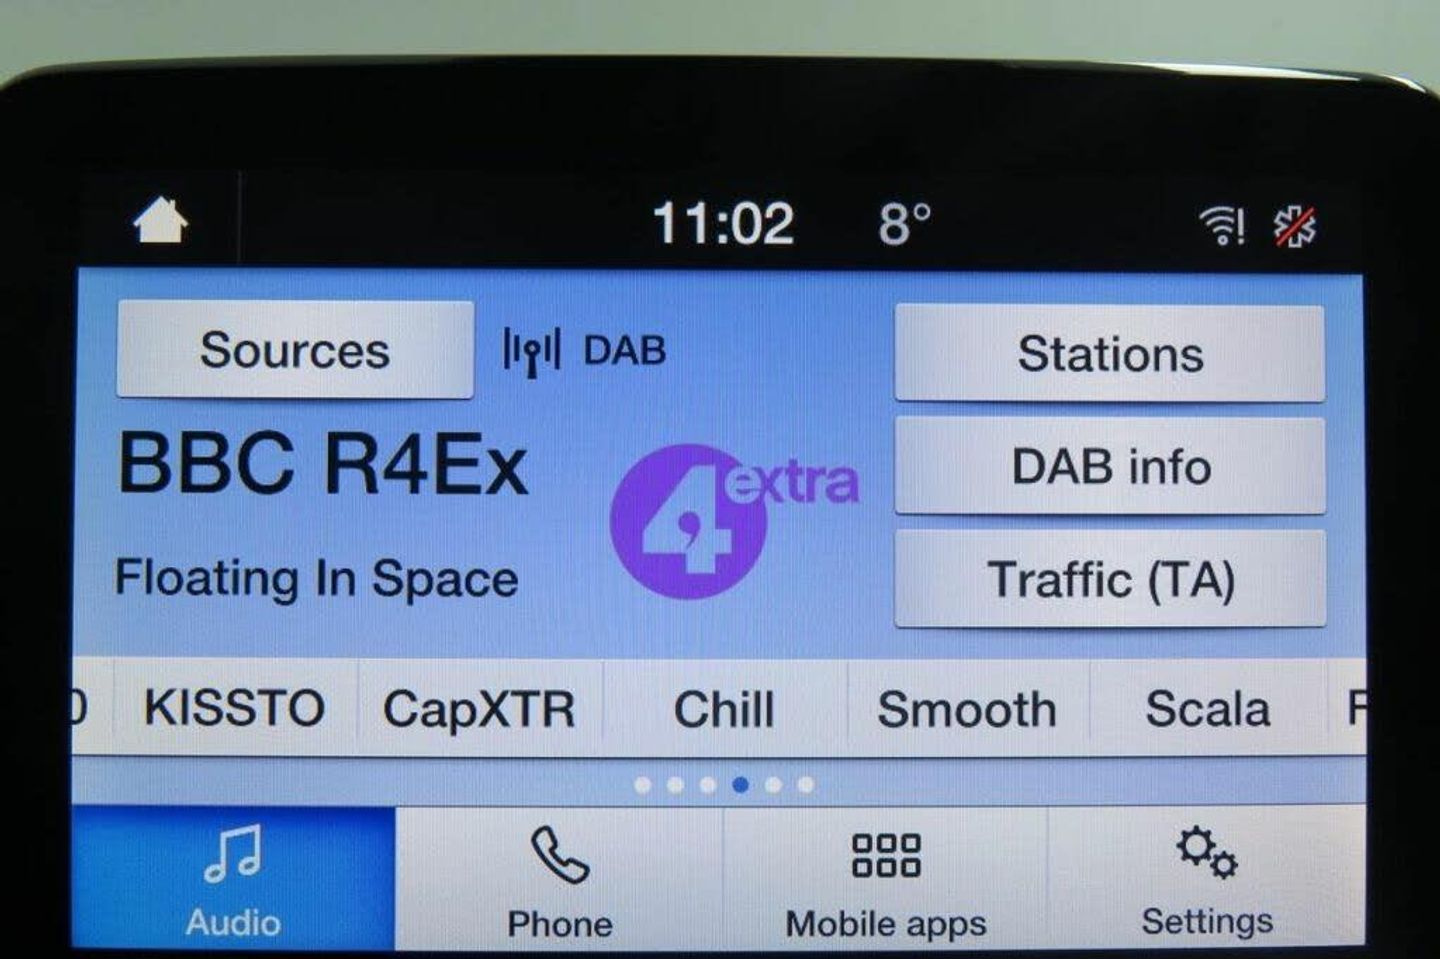 11:02 8°
Sources DAB Stations
BBC R4Ex
4 extra
DAB info
Floating In Space
Traffic (TA)
KISSTO CapXTR Chill Smooth Scala
Audio Phone Mobile apps Settings